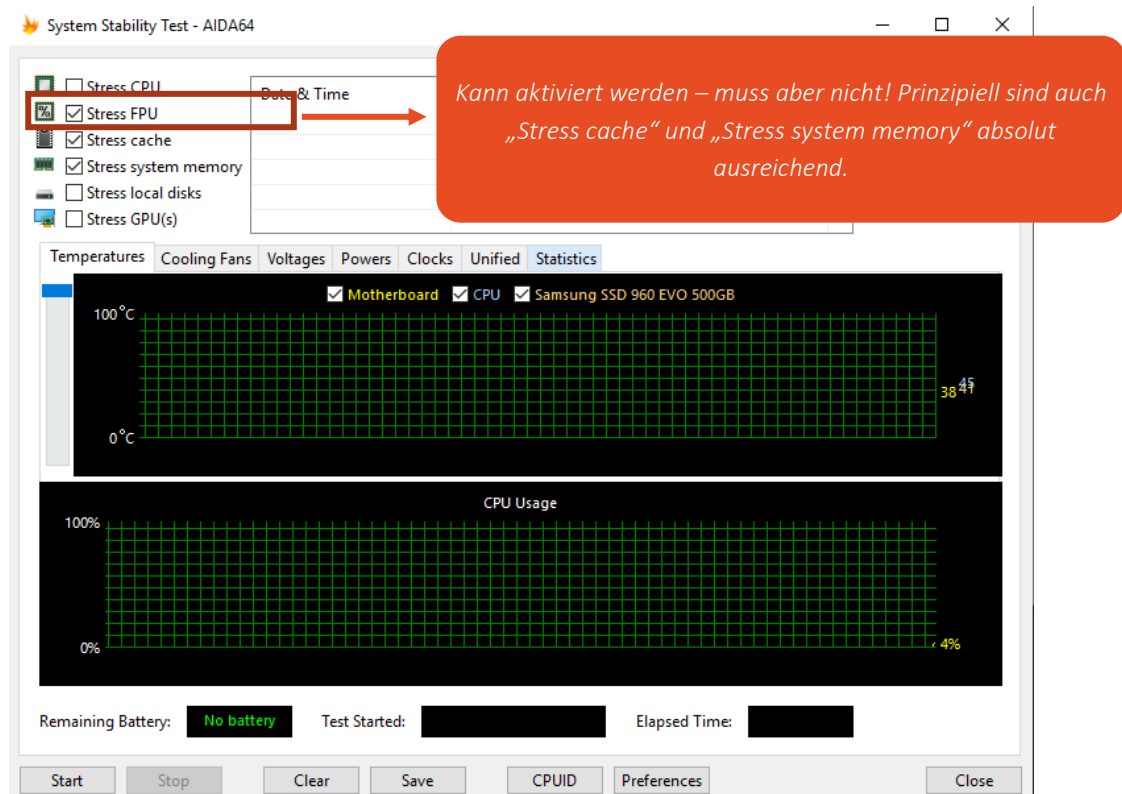 System Stability Test - AIDA64
Kann aktiviert werden – muss aber nicht! Prinzipiell sind auch
„Stress cache“ und „Stress system memory“ absolut
ausreichend.
Stress CPU
Stress FPU
Stress cache
Stress system memory
Stress local disks
Stress GPU(s)
Date & Time
Temperatures Cooling Fans Voltages Powers Clocks Unified Statistics
Motherboard CPU Samsung SSD 960 EVO 500GB
100°C
38 45
41
0°C
CPU Usage
100%
0% 4%
Remaining Battery: No battery Test Started: Elapsed Time:
Start Stop Clear Save CPUID Preferences Close